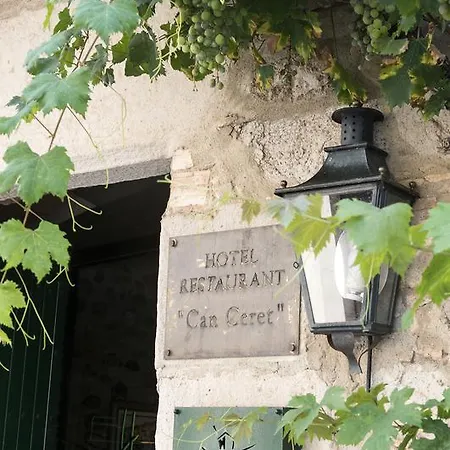 HOTEL
RESTAURANT
"Can Ceret"